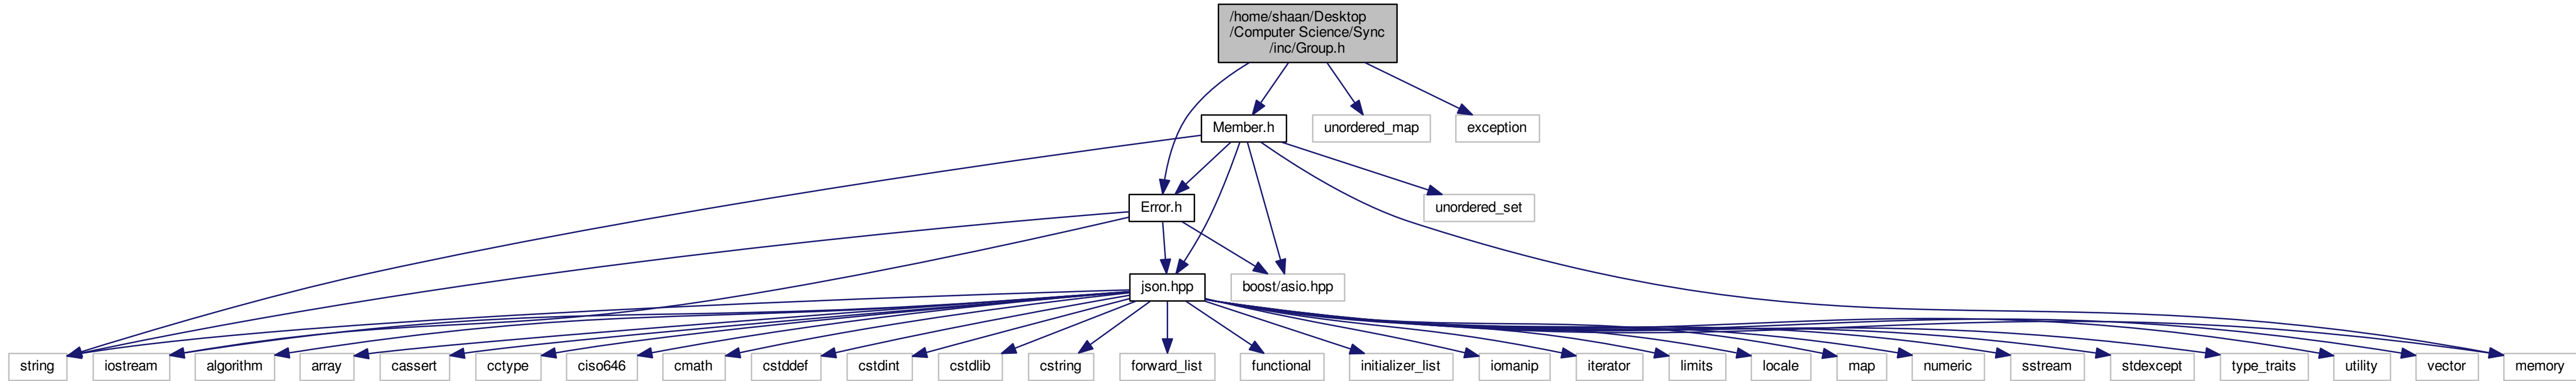 /home/shaan/Desktop
/Computer Science/Sync
/inc/Group.h
Member.h
unordered_map
exception
Error.h
unordered_set
json.hpp
boost/asio.hpp
string
iostream
algorithm
array
cassert
cctype
ciso646
cmath
cstddef
cstdint
cstdlib
cstring
forward_list
functional
initializer_list
iomanip
iterator
limits
locale
map
numeric
sstream
stdexcept
type_traits
utility
vector
memory